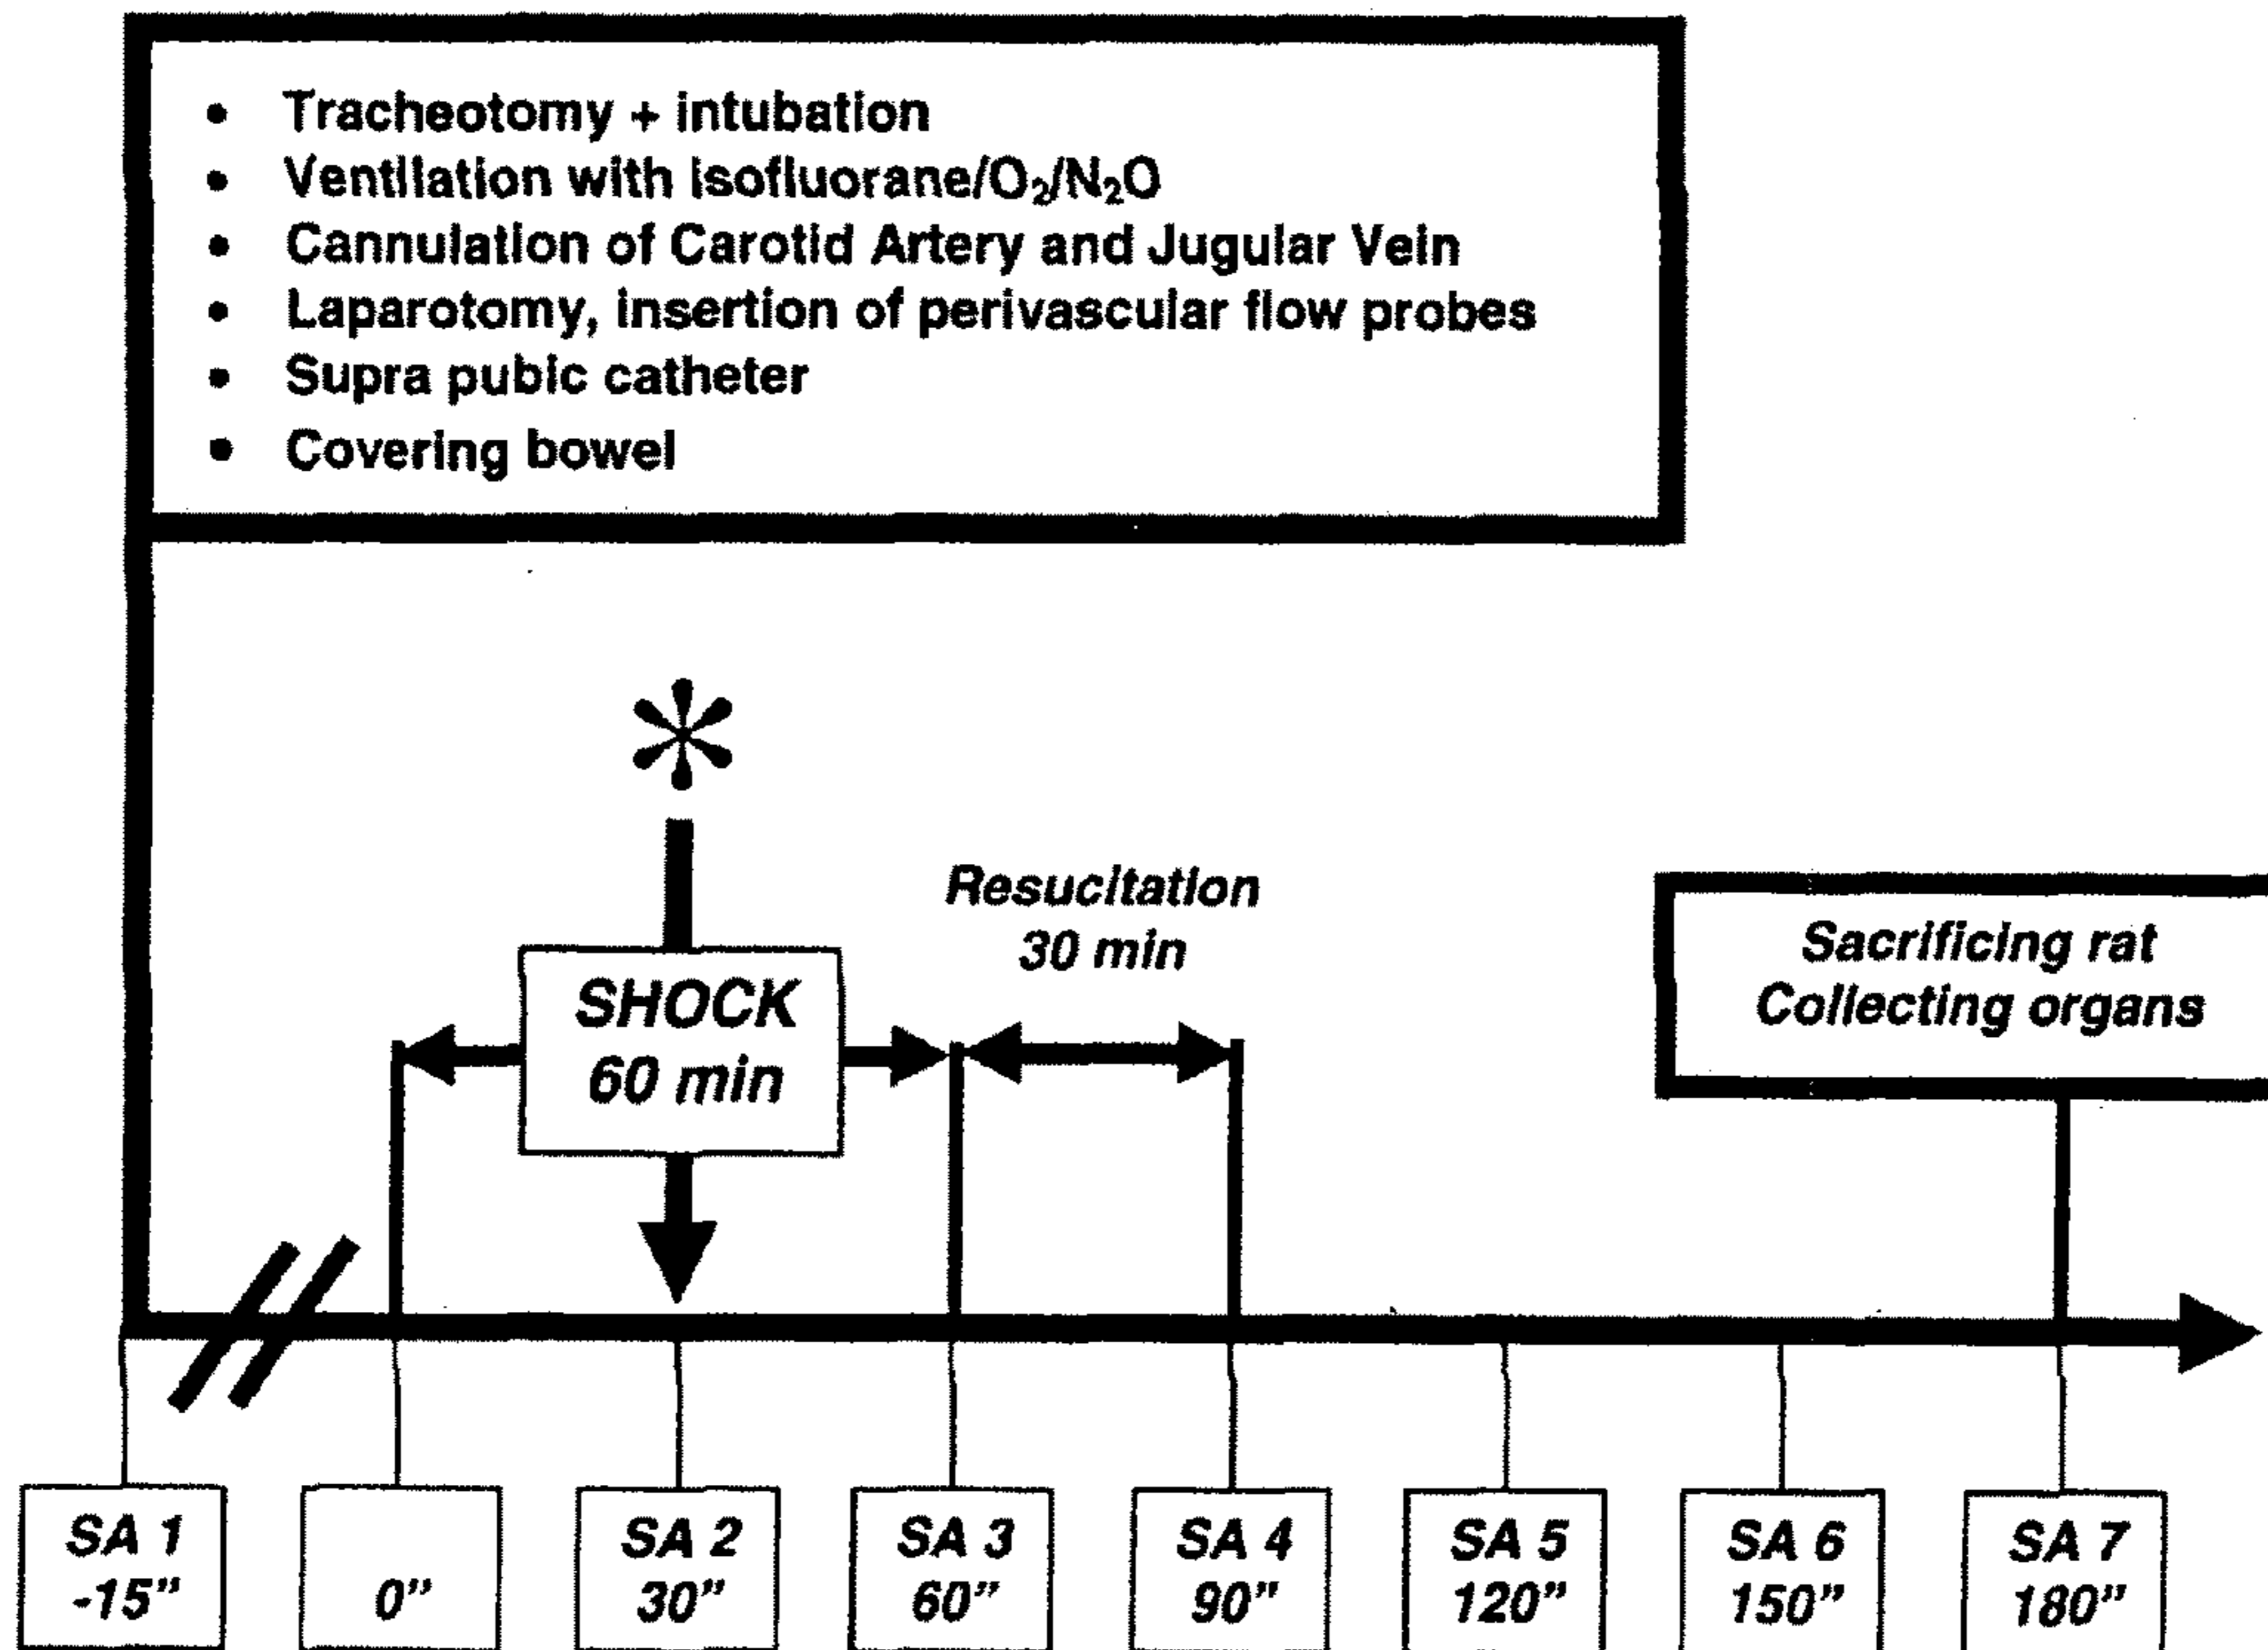 • Tracheotomy + intubation
• Ventilation with Isofluorane/O₂/N₂O
• Cannulation of Carotid Artery and Jugular Vein
• Laparotomy, insertion of perivascular flow probes
• Supra pubic catheter
• Covering bowel
*
Resucitation
30 min
SHOCK
60 min
Sacrificing rat
Collecting organs
SA 1
-15”
0”
SA 2
30”
SA 3
60”
SA 4
90”
SA 5
120”
SA 6
150”
SA 7
180”